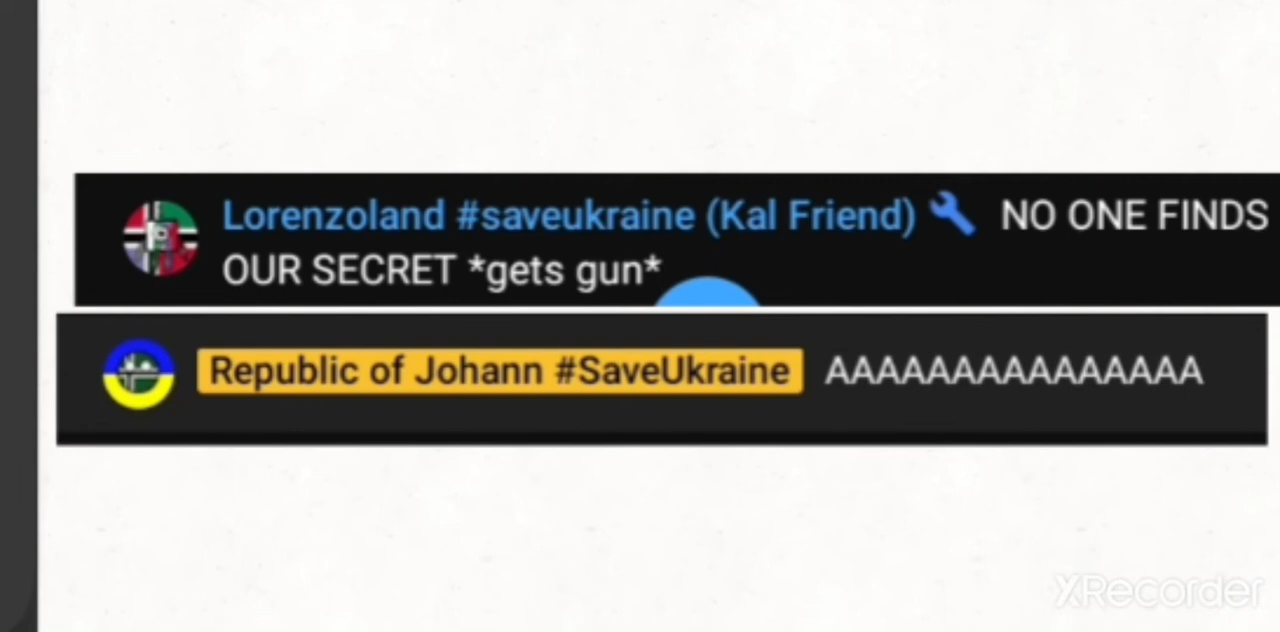 Lorenzoland #saveukraine (Kal Friend) NO ONE FINDS
OUR SECRET *gets gun*
Republic of Johann #SaveUkraine AAAAAAAAAAAAAAA
XRecorder